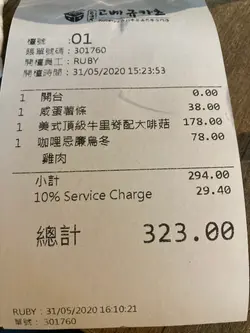 檯號 :01
賬單號碼:301760
開檯員工:RUBY
開檯時間:31/05/2020 15:23:53
1 開台 0.00
1 咸蛋薯條 38.00
1 美式頂級牛里脊配大啡菇 178.00
1 咖哩忌廉烏冬 78.00
雞肉
小計 294.00
10% Service Charge 29.40
總計 323.00
RUBY:31/05/2020 16:10:21
單號:301760